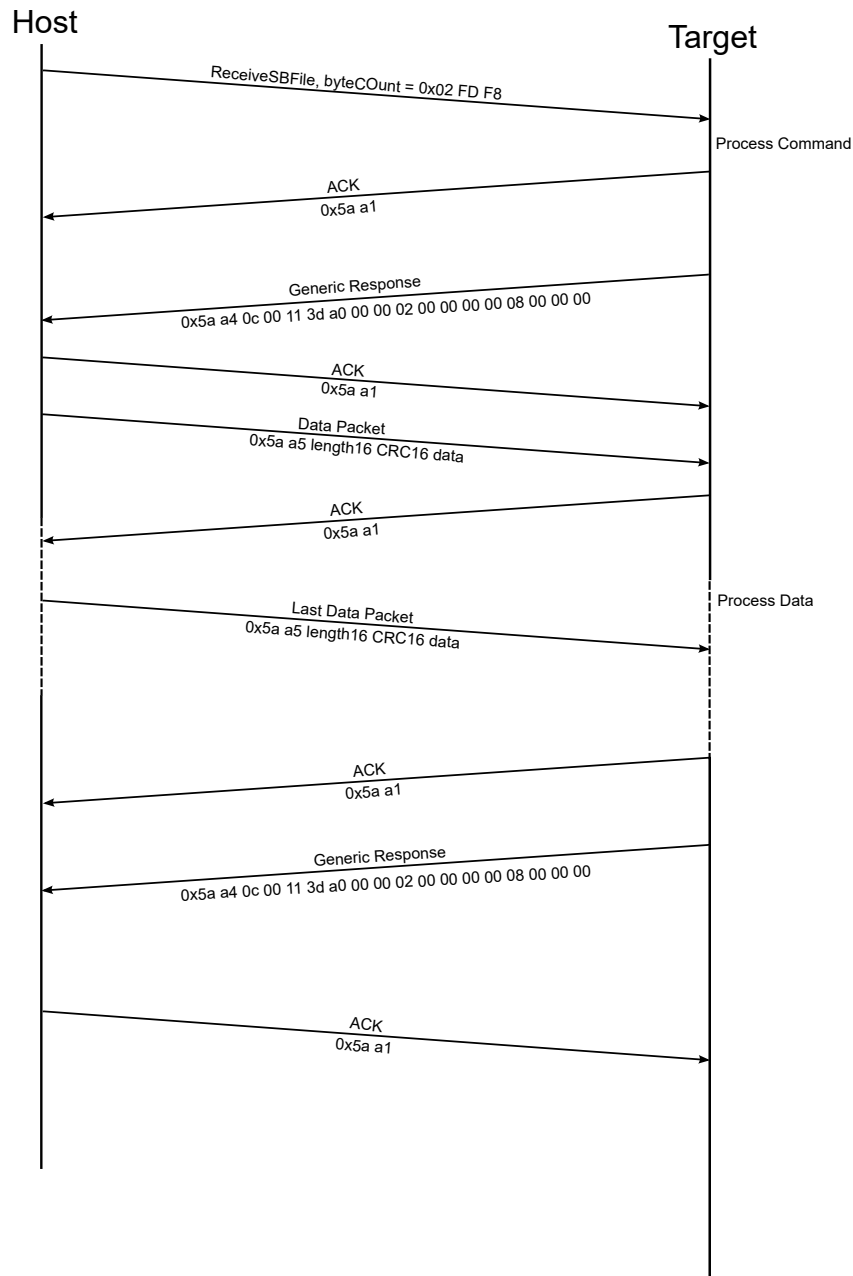 Host
Target
ReceiveSBFile, byteCOunt = 0x02 FD F8
Process Command
ACK
0x5a a1
Generic Response
0x5a a4 0c 00 11 3d a0 00 00 02 00 00 00 00 08 00 00 00
ACK
0x5a a1
Data Packet
0x5a a5 length16 CRC16 data
ACK
0x5a a1
Process Data
Last Data Packet
0x5a a5 length16 CRC16 data
ACK
0x5a a1
Generic Response
0x5a a4 0c 00 11 3d a0 00 00 02 00 00 00 00 08 00 00 00
ACK
0x5a a1